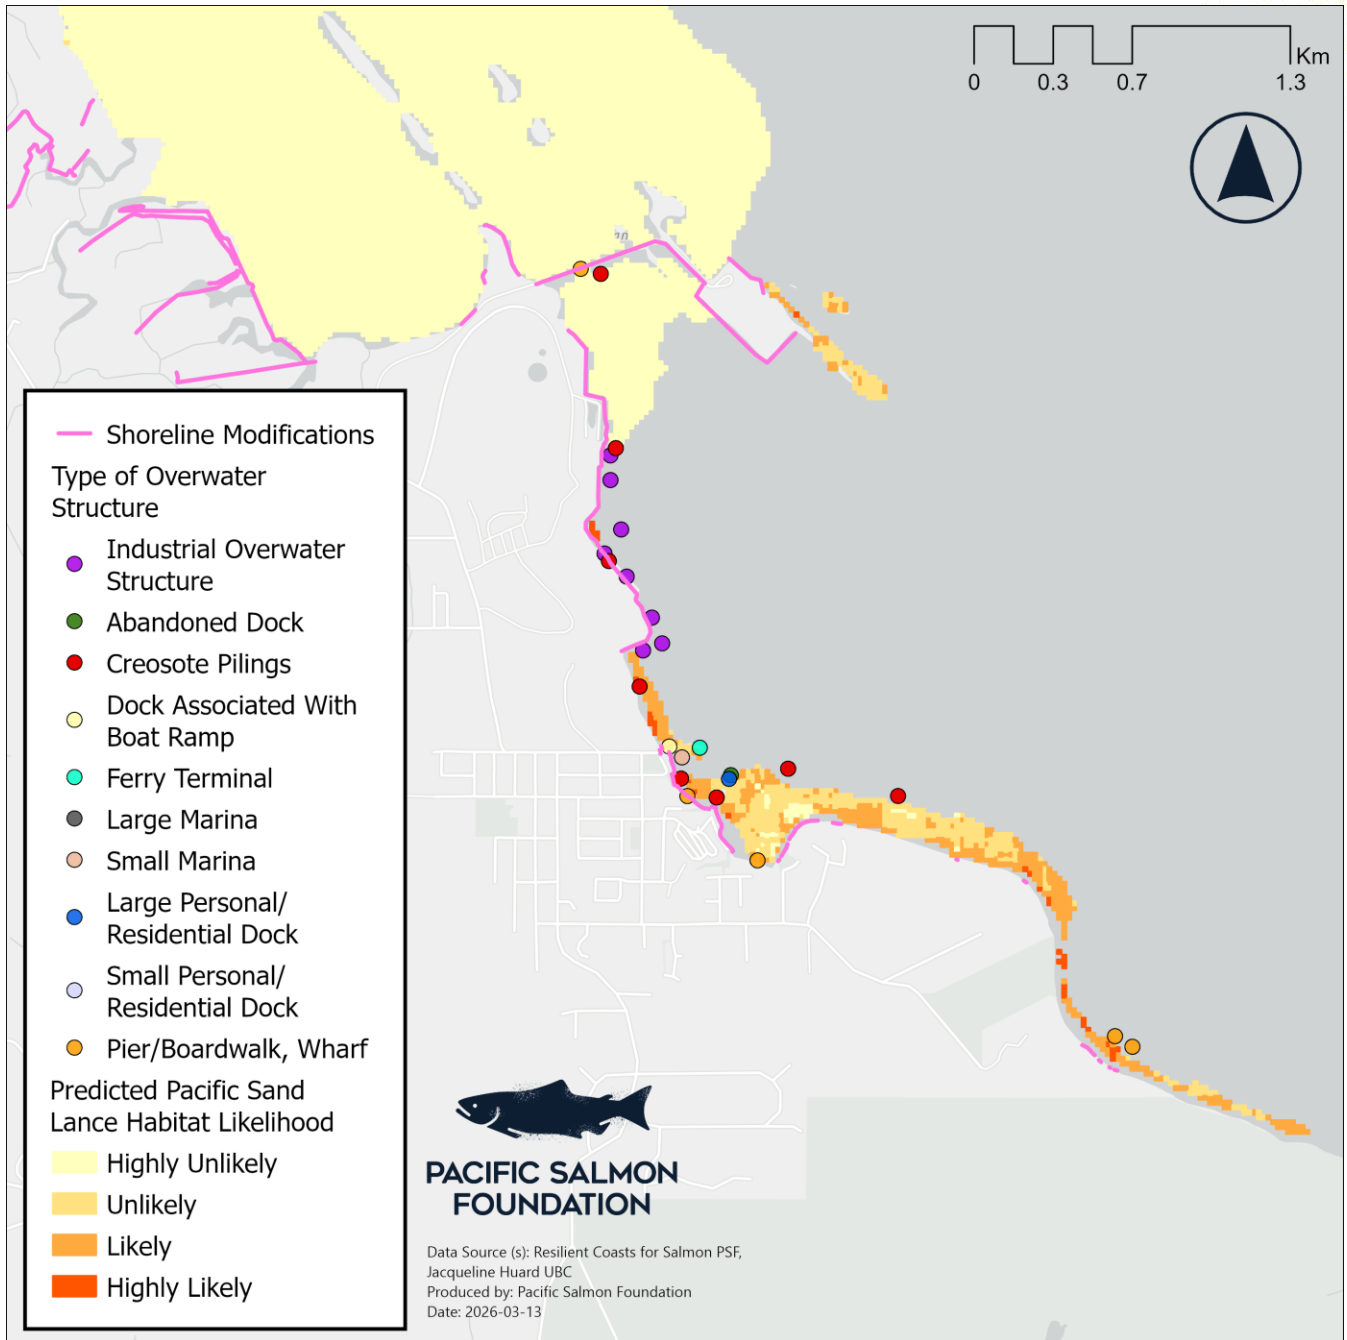 Km
0 0.3 0.7 1.3
Shoreline Modifications
Type of Overwater
Structure
Industrial Overwater
Structure
Abandoned Dock
Creosote Pilings
Dock Associated With
Boat Ramp
Ferry Terminal
Large Marina
Small Marina
Large Personal/
Residential Dock
Small Personal/
Residential Dock
Pier/Boardwalk, Wharf
Predicted Pacific Sand
Lance Habitat Likelihood
Highly Unlikely
Unlikely
Likely
Highly Likely
PACIFIC SALMON
FOUNDATION
Data Source (s): Resilient Coasts for Salmon PSF,
Jacqueline Huard UBC
Produced by: Pacific Salmon Foundation
Date: 2026-03-13